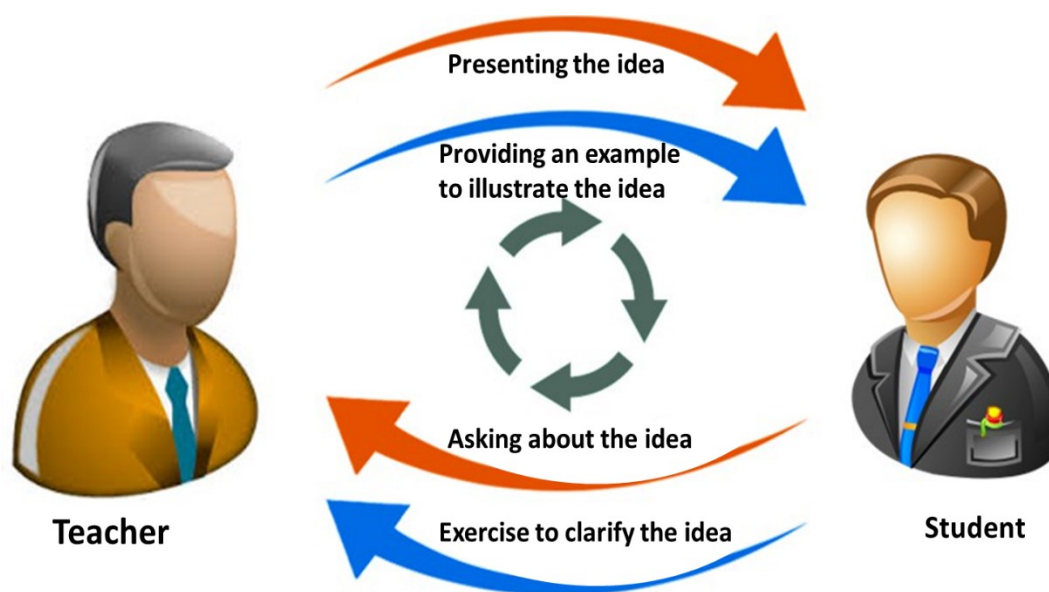 Presenting the idea
Providing an example
to illustrate the idea
Asking about the idea
Exercise to clarify the idea
Teacher
Student